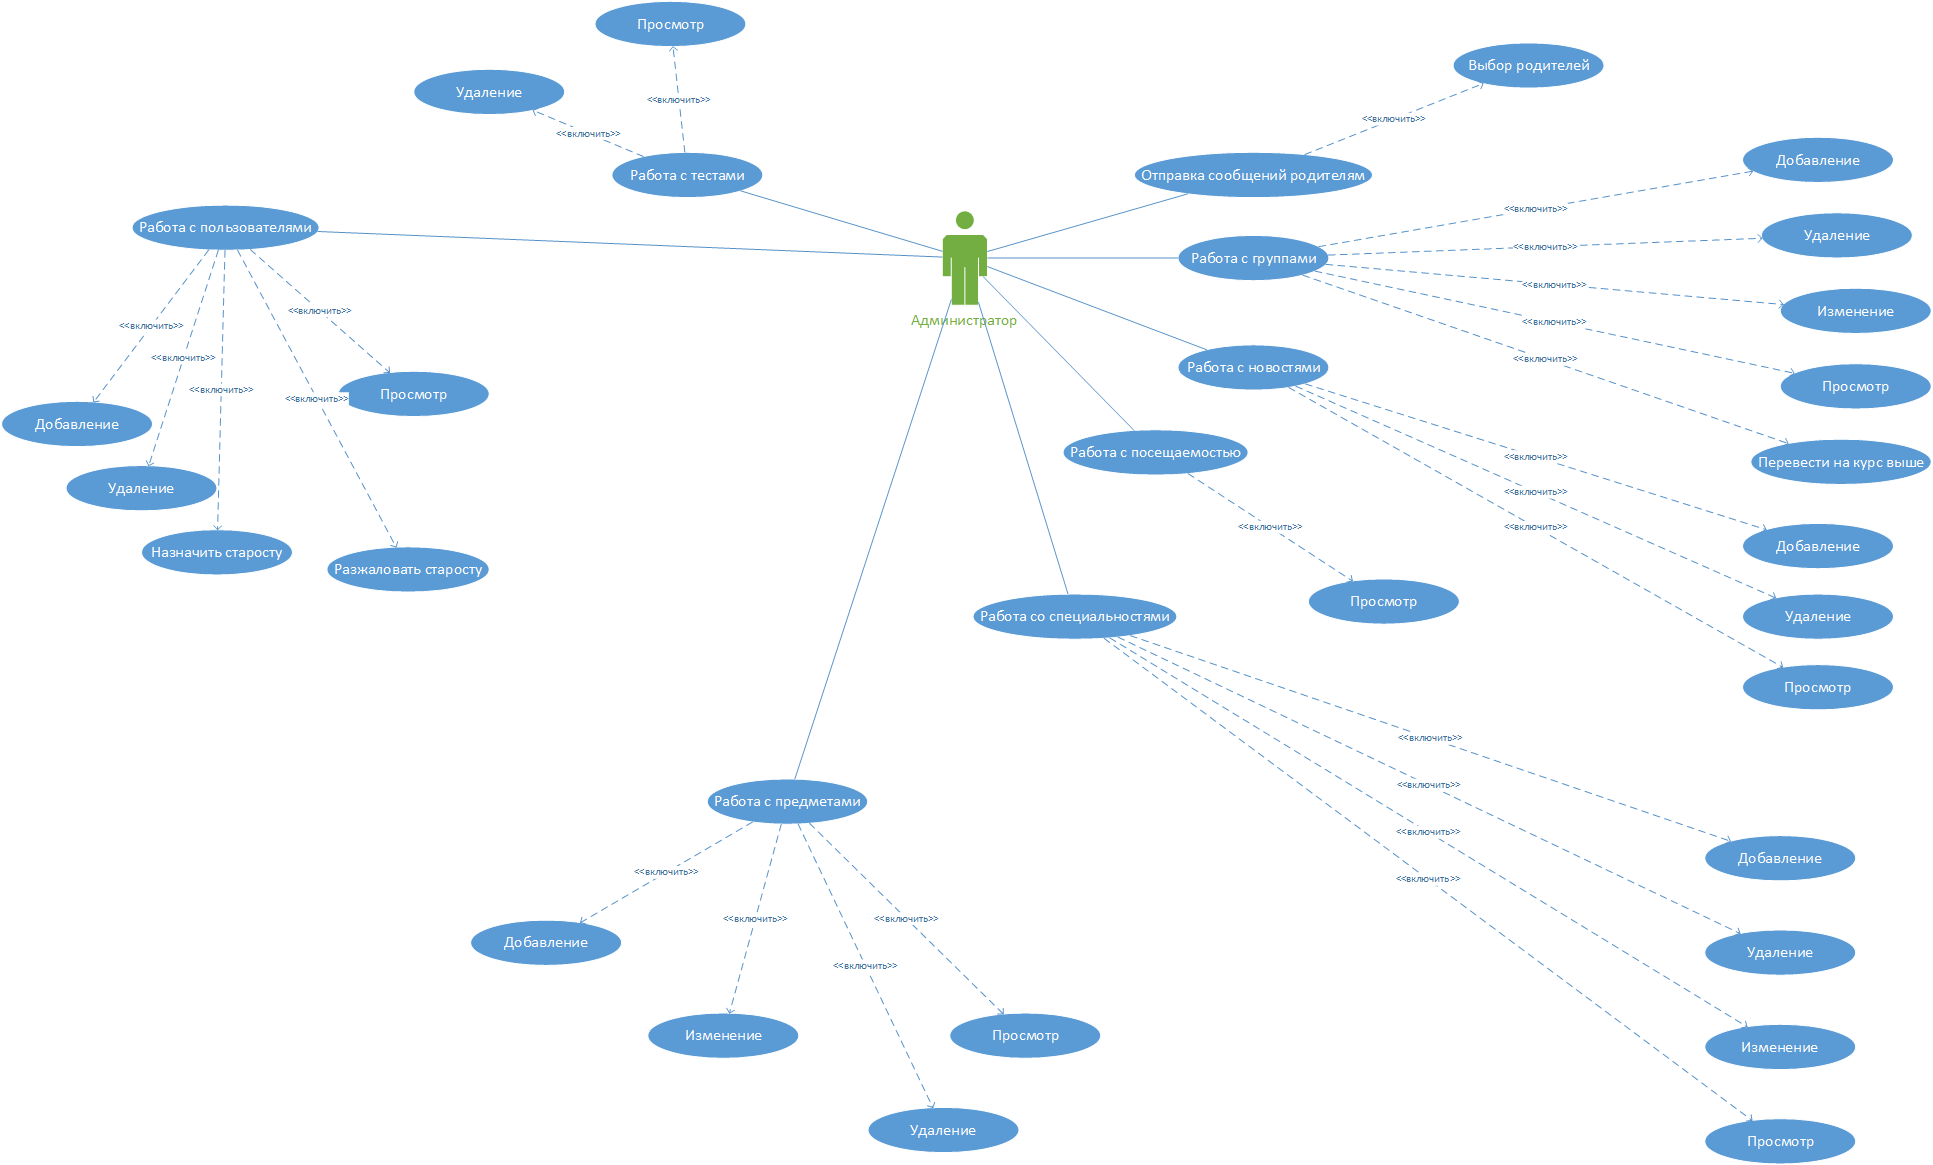 Просмотр
Выбор родителей
Удаление
<<включить>>
<<включить>>
<<включить>>
Добавление
Работа с тестами
Отправка сообщений родителям
<<включить>>
Работа с пользователями
Удаление
<<включить>>
Работа с группами
<<включить>>
Изменение
<<включить>>
Администратор
<<включить>>
<<включить>>
<<включить>>
<<включить>>
Работа с новостями
Просмотр
<<включить>>
Просмотр
<<включить>>
Добавление
Работа с посещаемостью
<<включить>>
Перевести на курс выше
Удаление
<<включить>>
<<включить>>
<<включить>>
Добавление
Назначить старосту
Разжаловать старосту
Просмотр
Работа со специальностями
Удаление
Просмотр
<<включить>>
<<включить>>
Работа с предметами
<<включить>>
Добавление
<<включить>>
<<включить>>
<<включить>>
<<включить>>
Добавление
Удаление
<<включить>>
Изменение
Просмотр
Изменение
Удаление
Просмотр